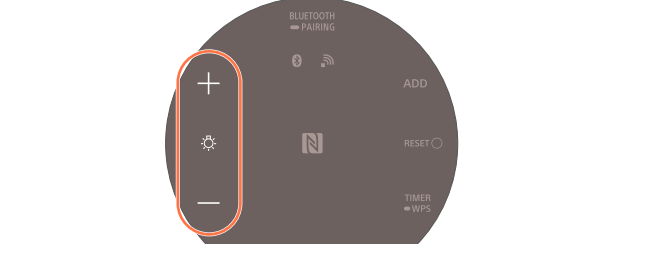 BLUETOOTH
PAIRING
ADD
RESET
TIMER
WPS